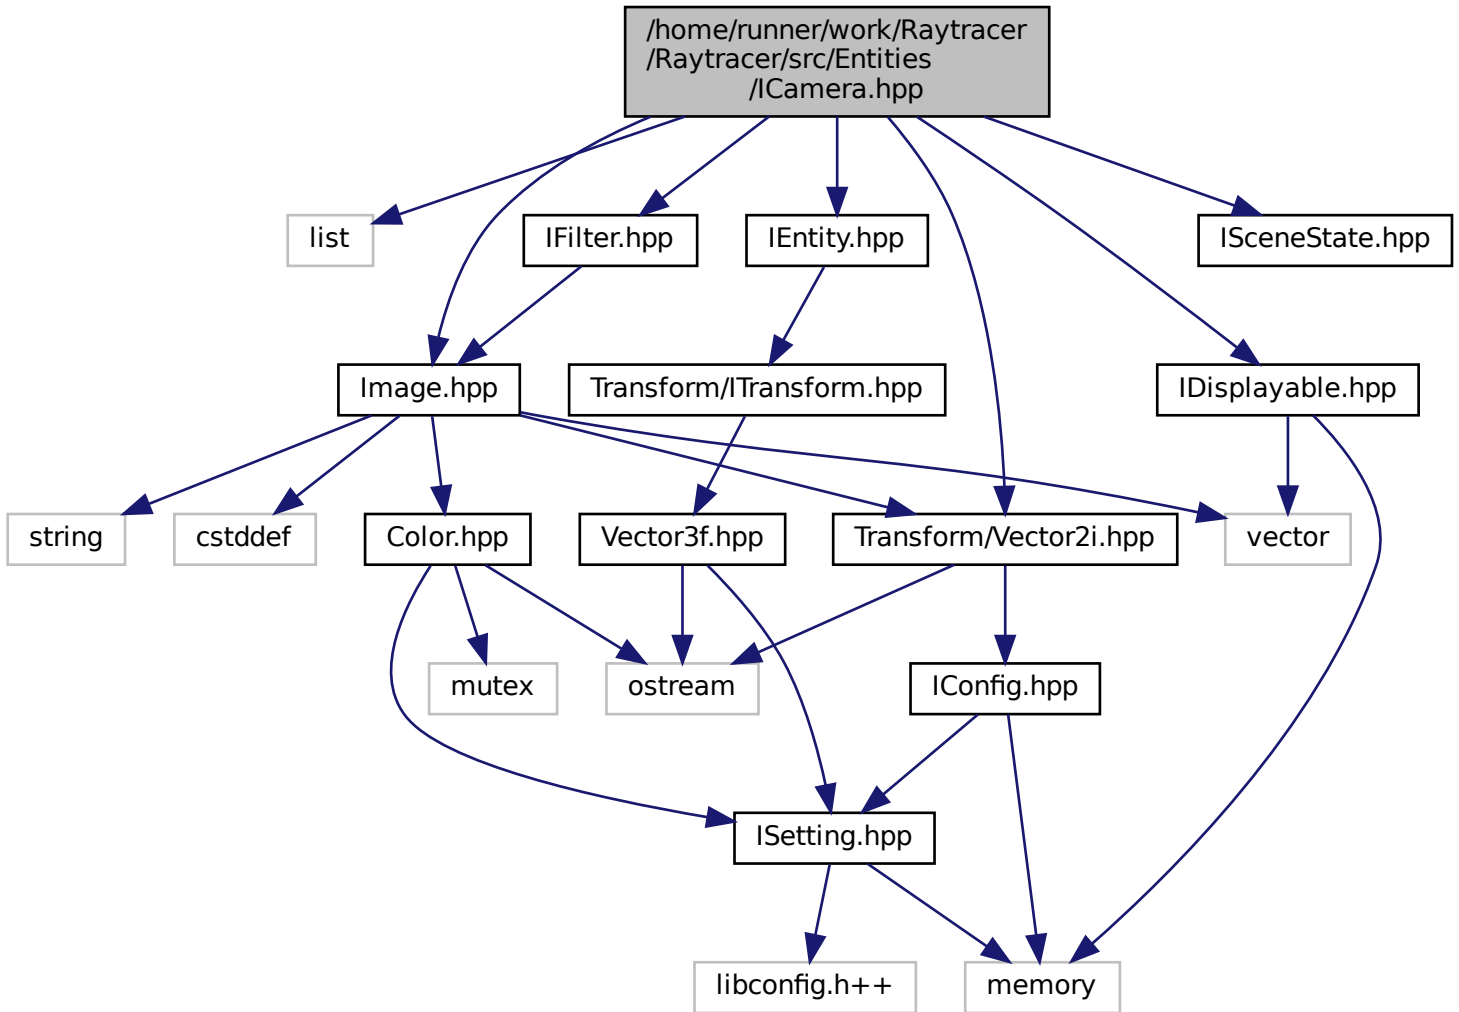 /home/runner/work/Raytracer
/Raytracer/src/Entities
/ICamera.hpp
list
IFilter.hpp
IEntity.hpp
ISceneState.hpp
Image.hpp
Transform/ITransform.hpp
IDisplayable.hpp
string
cstddef
Color.hpp
Vector3f.hpp
Transform/Vector2i.hpp
vector
mutex
ostream
IConfig.hpp
ISetting.hpp
libconfig.h++
memory